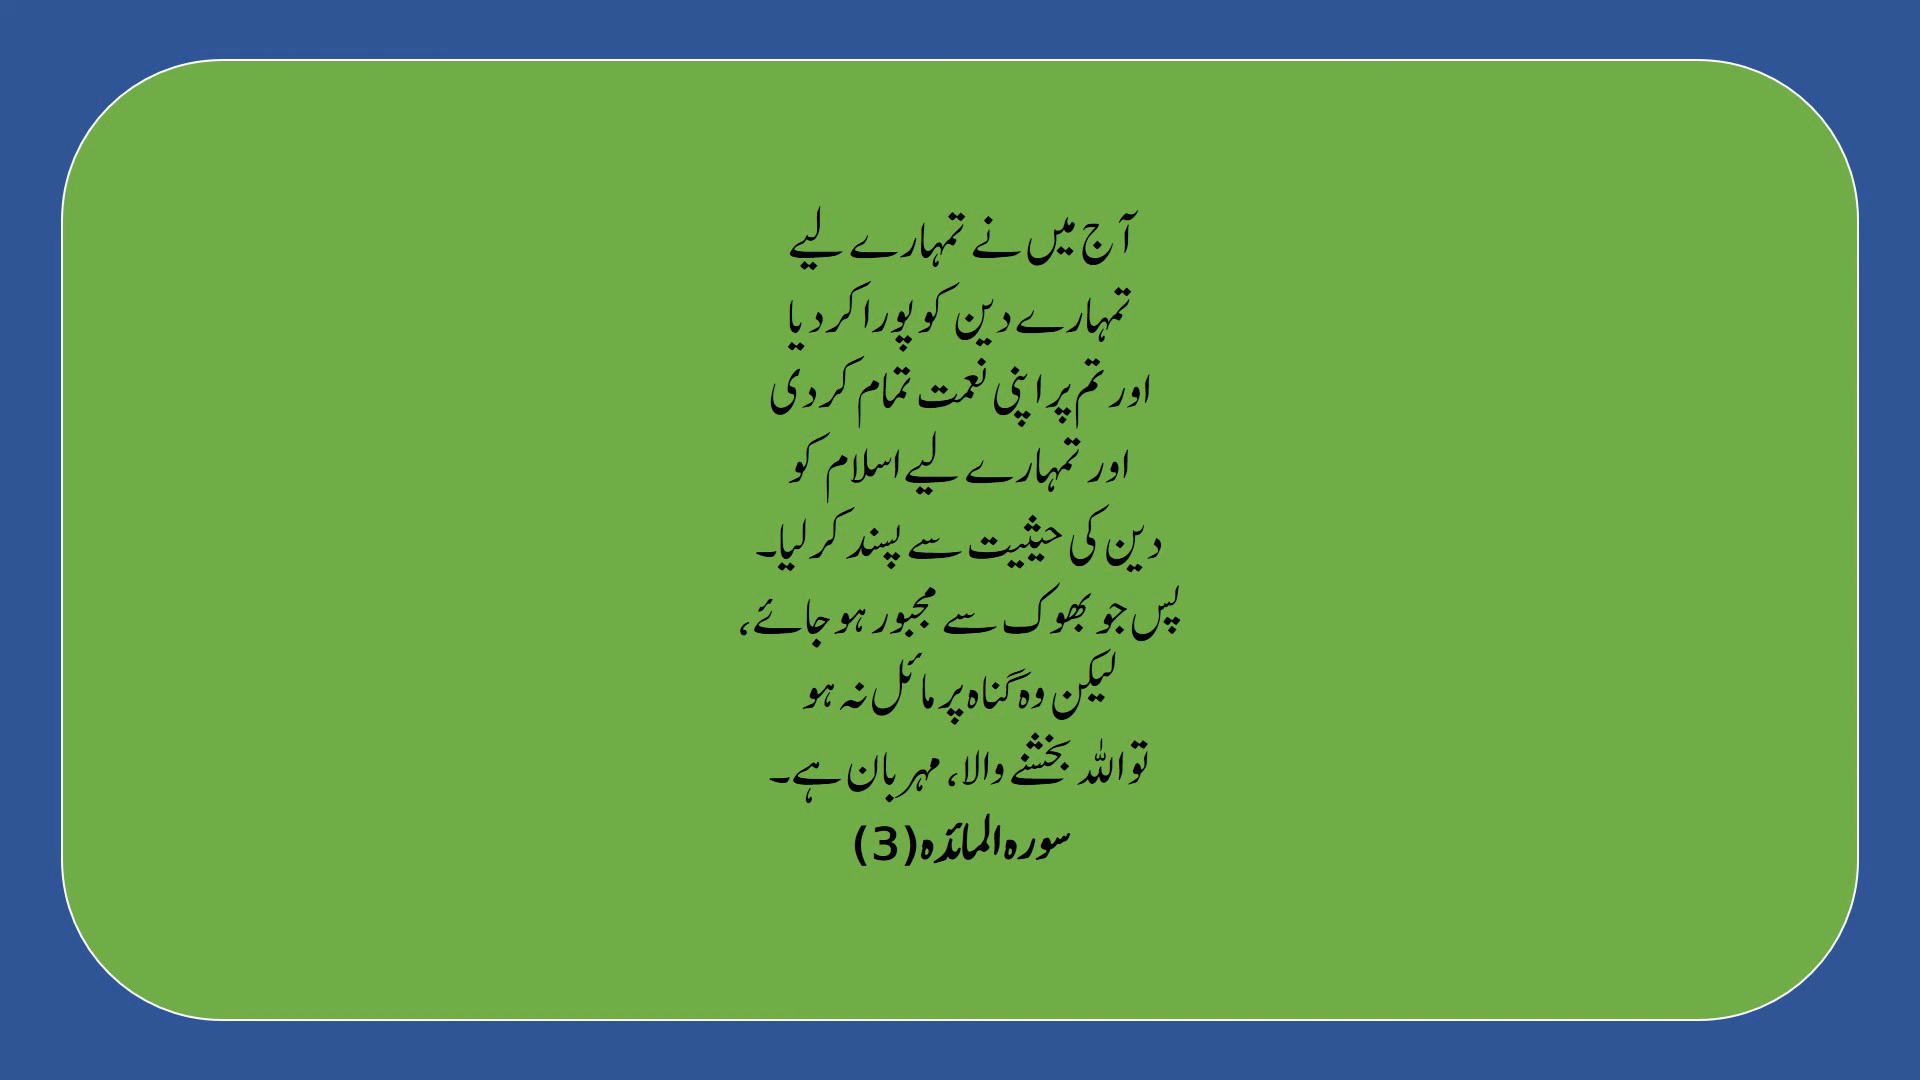 آج میں نے تمہارے لیے
تمہارے دین کو پورا کر دیا
اور تم پر اپنی نعمت تمام کر دی
اور تمہارے لیے اسلام کو
دین کی حیثیت سے پسند کر لیا۔
پس جو بھوک سے مجبور ہو جائے،
لیکن وہ گناہ پر مائل نہ ہو
تو اللہ بخشنے والا، مہربان ہے۔
سورہ المائدہ(3)